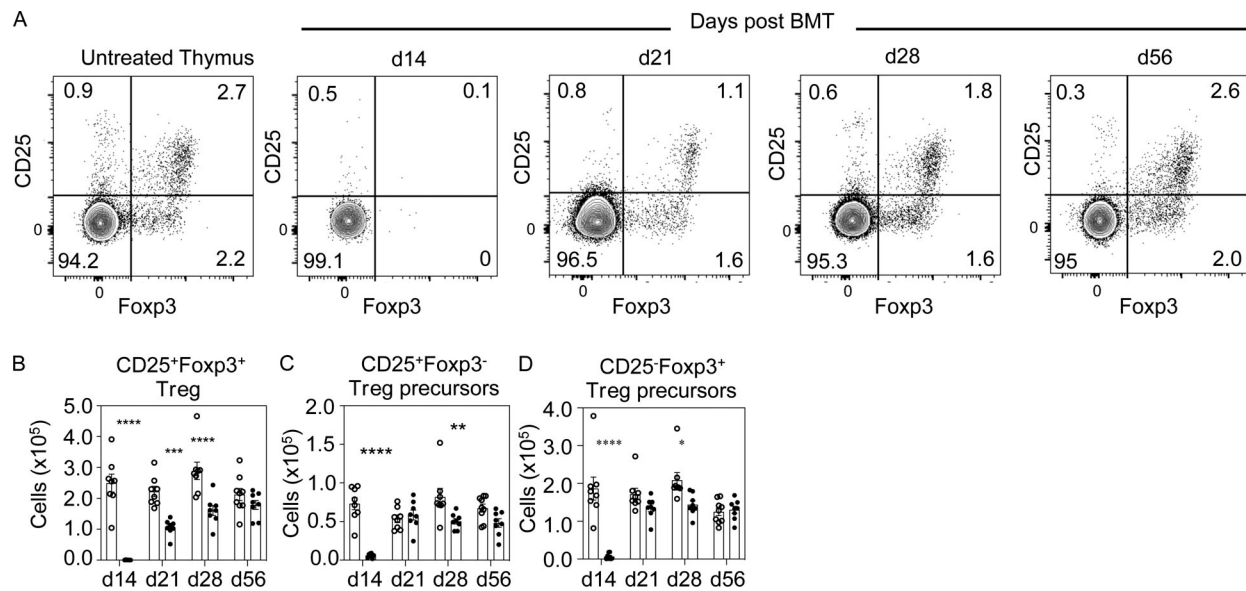 A
Days post BMT
Untreated Thymus
d14
d21
d28
d56
0.9
2.7
94.2
2.2
CD25
0
0
Foxp3
0.5
0.1
99.1
0
CD25
0
0
Foxp3
0.8
1.1
96.5
1.6
CD25
0
0
Foxp3
0.6
1.8
95.3
1.6
CD25
0
0
Foxp3
0.3
2.6
95
2.0
CD25
0
0
Foxp3
B
CD25⁺Foxp3⁺
Treg
Cells (x10⁵)
5.0
4.0
3.0
2.0
1.0
0.0
****
***
****
d14 d21 d28 d56
C
CD25⁺Foxp3⁻
Treg precursors
Cells (x10⁵)
2.0
1.5
1.0
0.5
0.0
****
**
d14 d21 d28 d56
D
CD25⁻Foxp3⁺
Treg precursors
Cells (x10⁵)
4.0
3.0
2.0
1.0
0.0
****
*
d14 d21 d28 d56